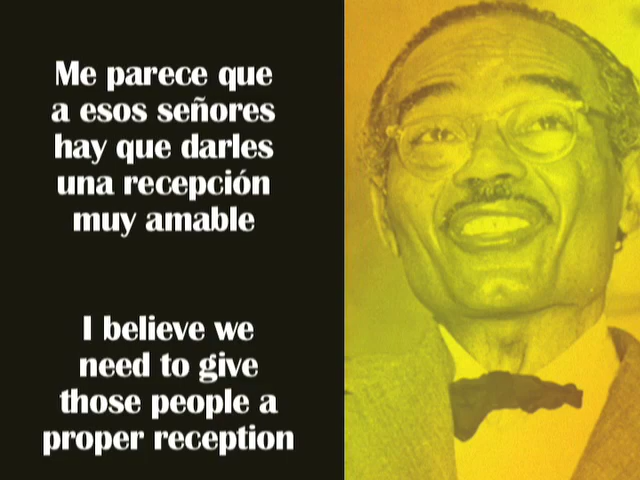 Me parece que
a esos señores
hay que darles
una recepción
muy amable
I believe we
need to give
those people a
proper reception